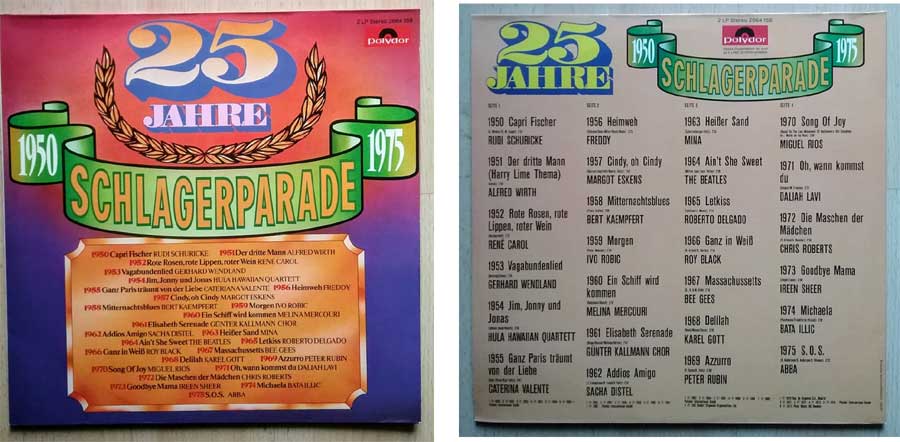 2 LP Stereo 2664 158
Polydor
25
JAHRE
1950
1975
SCHLAGERPARADE
1950 Capri Fischer RUDI SCHURICKE 1951 Der dritte Mann ALFRED WIRTH
1952 Rote Rosen, rote Lippen, roter Wein RENE CAROL
1953 Vagabundenlied GERHARD WENDLAND
1954 Jim, Jonny und Jonas HULA HAWAIIAN QUARTETT
1955 Ganz Paris träumt von der Liebe CATERIANA VALENTE 1956 Heimweh FREDDY
1957 Cindy, oh Cindy MARGOT ESKENS
1958 Mitternachtsblues BERT KAEMPFERT 1959 Morgen IVO ROBIC
1960 Ein Schiff wird kommen MELINA MERCOURI
1961 Elisabeth Serenade GÜNTER KALLMANN CHOR
1962 Addios Amigo SACHA DISTEL 1963 Heißer Sand MINA
1964 Ain't She Sweet THE BEATLES 1965 Letkiss ROBERTO DELGADO
1966 Ganz in Weiß ROY BLACK 1967 Massachusetts BEE GEES
1968 Delilah KAREL GOTT 1969 Azzurro PETER RUBIN
1970 Song Of Joy MIGUEL RIOS 1971 Oh, wann kommst du DALIAH LAVI
1972 Die Maschen der Mädchen CHRIS ROBERTS
1973 Goodbye Mama IREEN SHEER 1974 Michaela BATA ILLIC
1975 S.O.S. ABBA
2 LP Stereo 2664 158
Polydor
25
JAHRE
1950
1975
SCHLAGERPARADE
SEITE 1
1950 Capri Fischer
RUDI SCHURICKE
1951 Der dritte Mann
(Harry Lime Thema)
ALFRED WIRTH
1952 Rote Rosen, rote
Lippen, roter Wein
RENÉ CAROL
1953 Vagabundenlied
GERHARD WENDLAND
1954 Jim, Jonny und
Jonas
HULA HAWAIIAN QUARTETT
1955 Ganz Paris träumt
von der Liebe
CATERINA VALENTE
SEITE 2
1956 Heimweh
FREDDY
1957 Cindy, oh Cindy
MARGOT ESKENS
1958 Mitternachtsblues
BERT KAEMPFERT
1959 Morgen
IVO ROBIC
1960 Ein Schiff wird
kommen
MELINA MERCOURI
1961 Elisabeth Serenade
GÜNTER KALLMANN CHOR
1962 Addios Amigo
SACHA DISTEL
SEITE 3
1963 Heißer Sand
MINA
1964 Ain't She Sweet
THE BEATLES
1965 Letkiss
ROBERTO DELGADO
1966 Ganz in Weiß
ROY BLACK
1967 Massachusetts
BEE GEES
1968 Delilah
KAREL GOTT
1969 Azzurro
PETER RUBIN
SEITE 4
1970 Song Of Joy
MIGUEL RIOS
1971 Oh, wann kommst
du
DALIAH LAVI
1972 Die Maschen der
Mädchen
CHRIS ROBERTS
1973 Goodbye Mama
IREEN SHEER
1974 Michaela
BATA ILLIC
1975 S.O.S.
ABBA